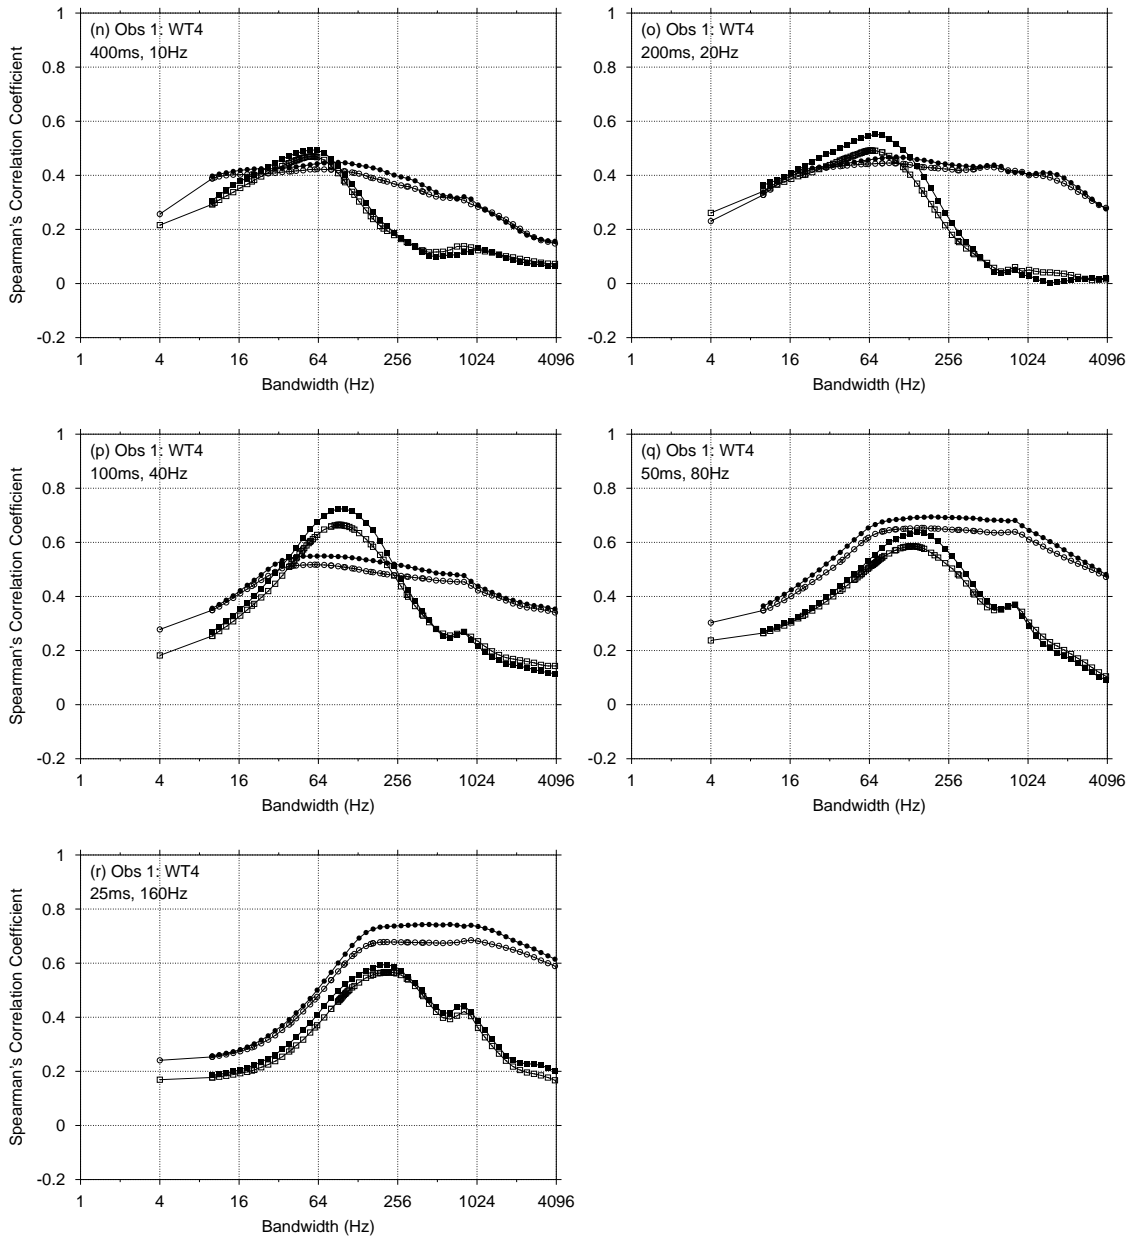 (n) Obs 1: WT4
400ms, 10Hz
Spearman's Correlation Coefficient
1
0.8
0.6
0.4
0.2
0
-0.2
1 4 16 64 256 1024 4096
Bandwidth (Hz)
(o) Obs 1: WT4
200ms, 20Hz
1
0.8
0.6
0.4
0.2
0
-0.2
1 4 16 64 256 1024 4096
Bandwidth (Hz)
(p) Obs 1: WT4
100ms, 40Hz
Spearman's Correlation Coefficient
1
0.8
0.6
0.4
0.2
0
-0.2
1 4 16 64 256 1024 4096
Bandwidth (Hz)
(q) Obs 1: WT4
50ms, 80Hz
1
0.8
0.6
0.4
0.2
0
-0.2
1 4 16 64 256 1024 4096
Bandwidth (Hz)
(r) Obs 1: WT4
25ms, 160Hz
Spearman's Correlation Coefficient
1
0.8
0.6
0.4
0.2
0
-0.2
1 4 16 64 256 1024 4096
Bandwidth (Hz)